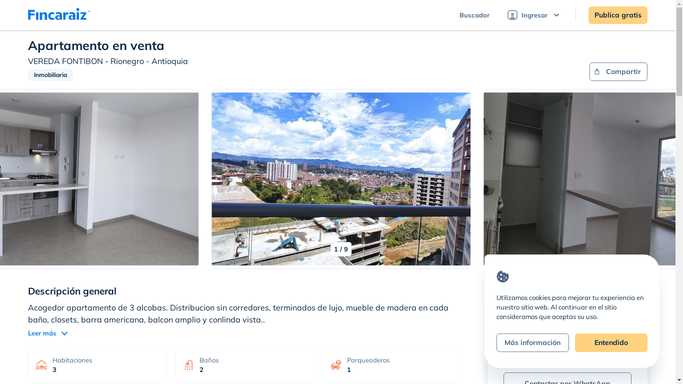 Fincaraiz
Buscador
Ingresar
Publica gratis
Apartamento en venta
VEREDA FONTIBON - Rionegro - Antioquia
Inmobiliaria
Compartir
1 / 9
Descripción general
Acogedor apartamento de 3 alcobas. Distribucion sin corredores, terminados de lujo, mueble de madera en cada
baño, closets, barra americana, balcon amplio y conlinda vista..
Leer más
Habitaciones
3
Baños
2
Parqueaderos
1
Utilizamos cookies para mejorar tu experiencia en
nuestro sitio web. Al continuar en el sitio
consideramos que aceptas su uso.
Más información
Entendido
Contactar por WhatsApp